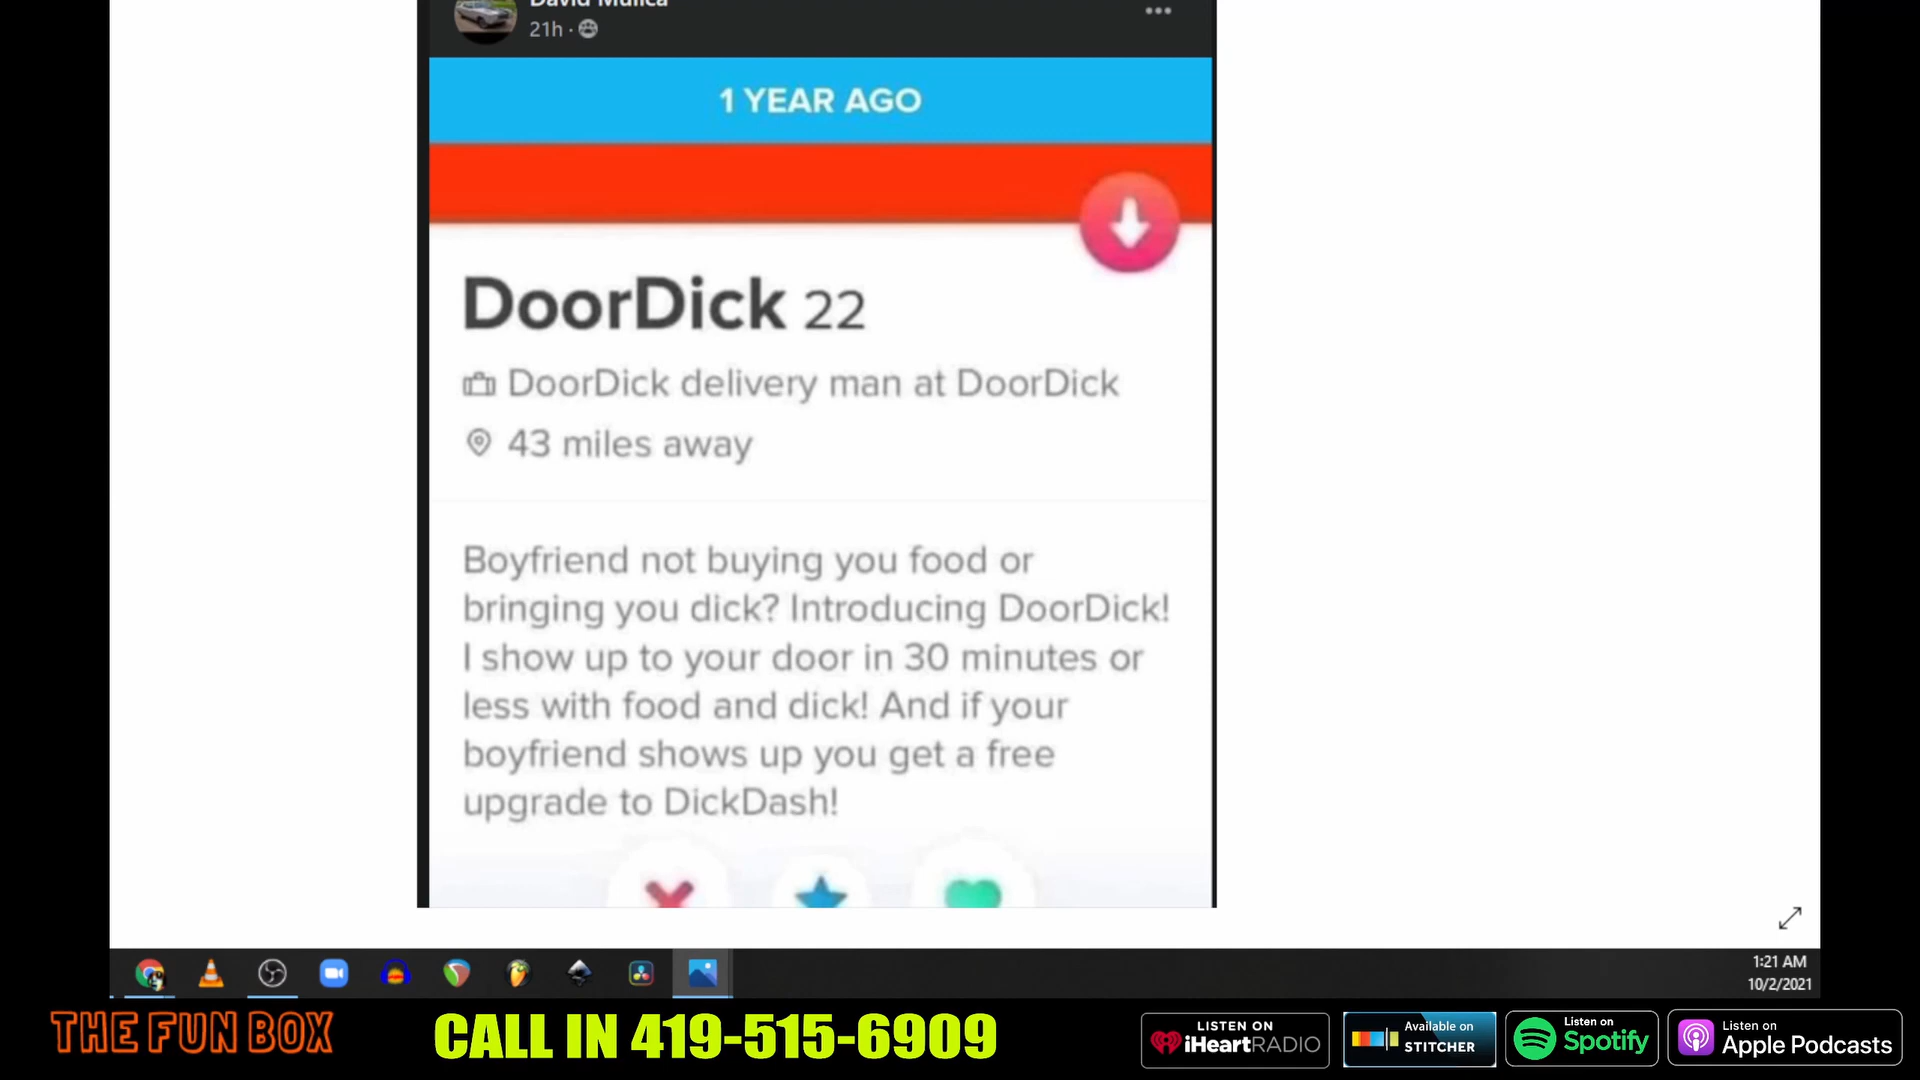 David Mulica
21h ·
1 YEAR AGO
DoorDick 22
DoorDick delivery man at DoorDick
43 miles away
Boyfriend not buying you food or
bringing you dick? Introducing DoorDick!
I show up to your door in 30 minutes or
less with food and dick! And if your
boyfriend shows up you get a free
upgrade to DickDash!
1:21 AM
10/2/2021
THE FUN BOX
CALL IN 419-515-6909
LISTEN ON
iHeartRADIO
Available on
STITCHER
Listen on
Spotify
Listen on
Apple Podcasts